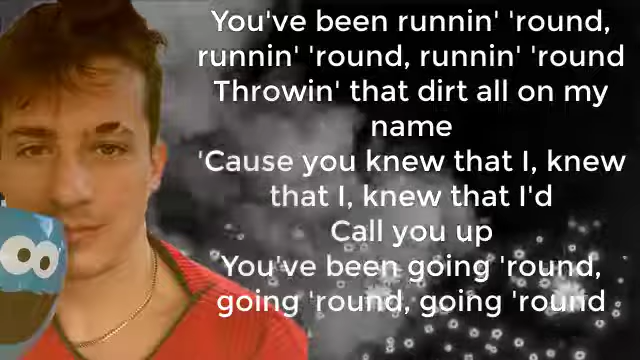 You've been runnin' 'round,
runnin' 'round, runnin' 'round
Throwin' that dirt all on my
name
'Cause you knew that I, knew
that I, knew that I'd
Call you up
You've been going 'round,
going 'round, going 'round